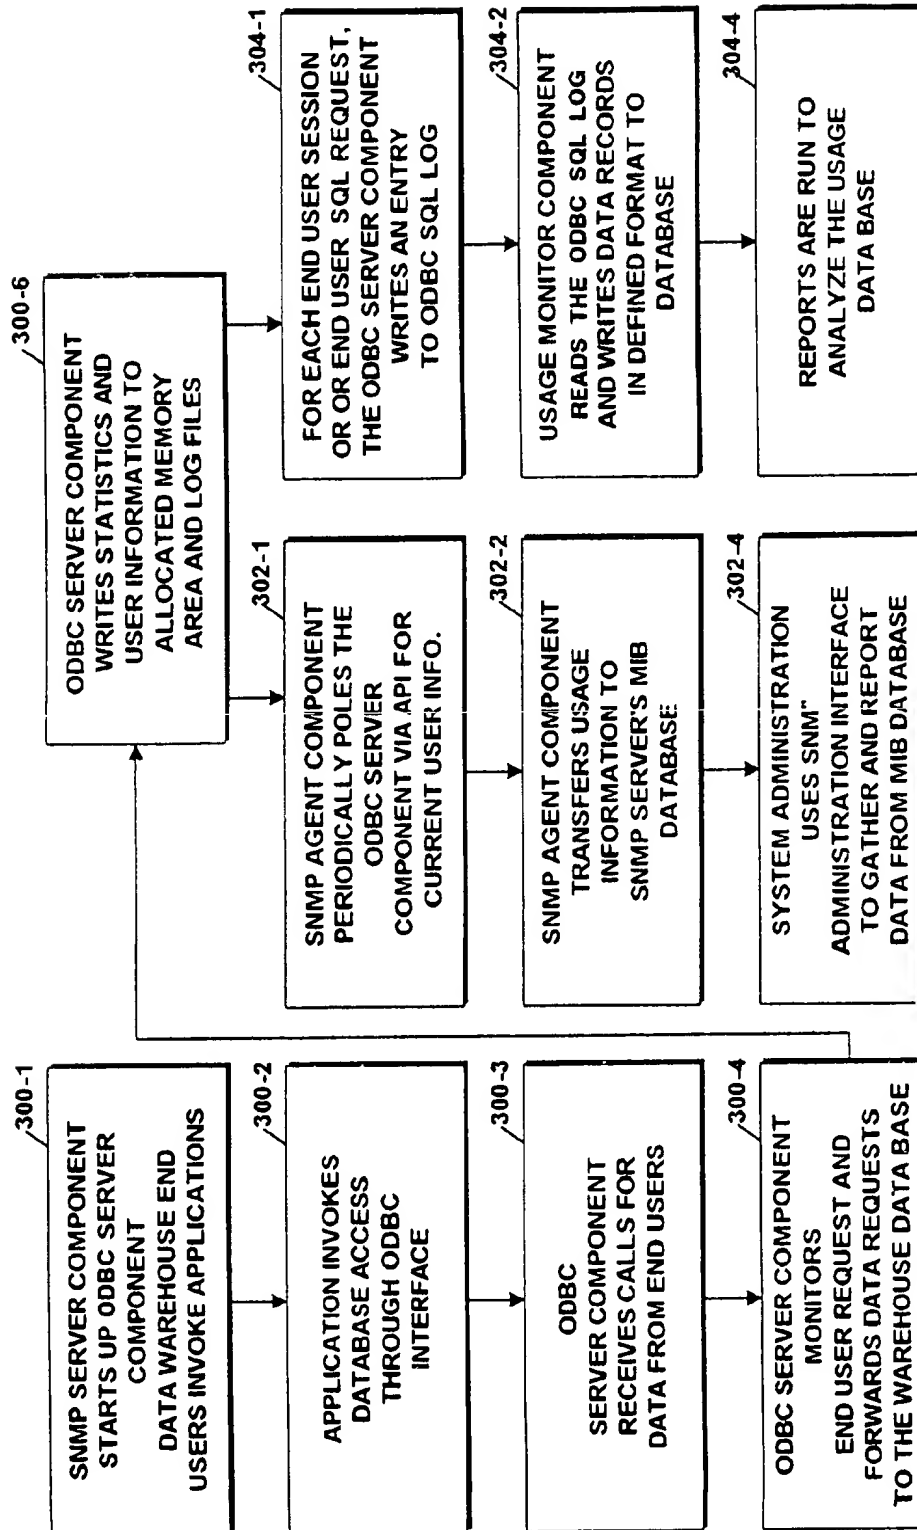 300-1
SNMP SERVER COMPONENT
STARTS UP ODBC SERVER
COMPONENT
DATA WAREHOUSE END
USERS INVOKE APPLICATIONS
300-2
APPLICATION INVOKES
DATABASE ACCESS
THROUGH ODBC
INTERFACE
300-3
ODBC
SERVER COMPONENT
RECEIVES CALLS FOR
DATA FROM END USERS
300-4
ODBC SERVER COMPONENT
MONITORS
END USER REQUEST AND
FORWARDS DATA REQUESTS
TO THE WAREHOUSE DATA BASE
300-6
ODBC SERVER COMPONENT
WRITES STATISTICS AND
USER INFORMATION TO
ALLOCATED MEMORY
AREA AND LOG FILES
302-1
SNMP AGENT COMPONENT
PERIODICALLY POLES THE
ODBC SERVER
COMPONENT VIA API FOR
CURRENT USER INFO.
302-2
SNMP AGENT COMPONENT
TRANSFERS USAGE
INFORMATION TO
SNMP SERVER'S MIB
DATABASE
302-4
SYSTEM ADMINISTRATION
USES SNM"
ADMINISTRATION INTERFACE
TO GATHER AND REPORT
DATA FROM MIB DATABASE
304-1
FOR EACH END USER SESSION
OR OR END USER SQL REQUEST,
THE ODBC SERVER COMPONENT
WRITES AN ENTRY
TO ODBC SQL LOG
304-2
USAGE MONITOR COMPONENT
READS THE ODBC SQL LOG
AND WRITES DATA RECORDS
IN DEFINED FORMAT TO
DATABASE
304-4
REPORTS ARE RUN TO
ANALYZE THE USAGE
DATA BASE